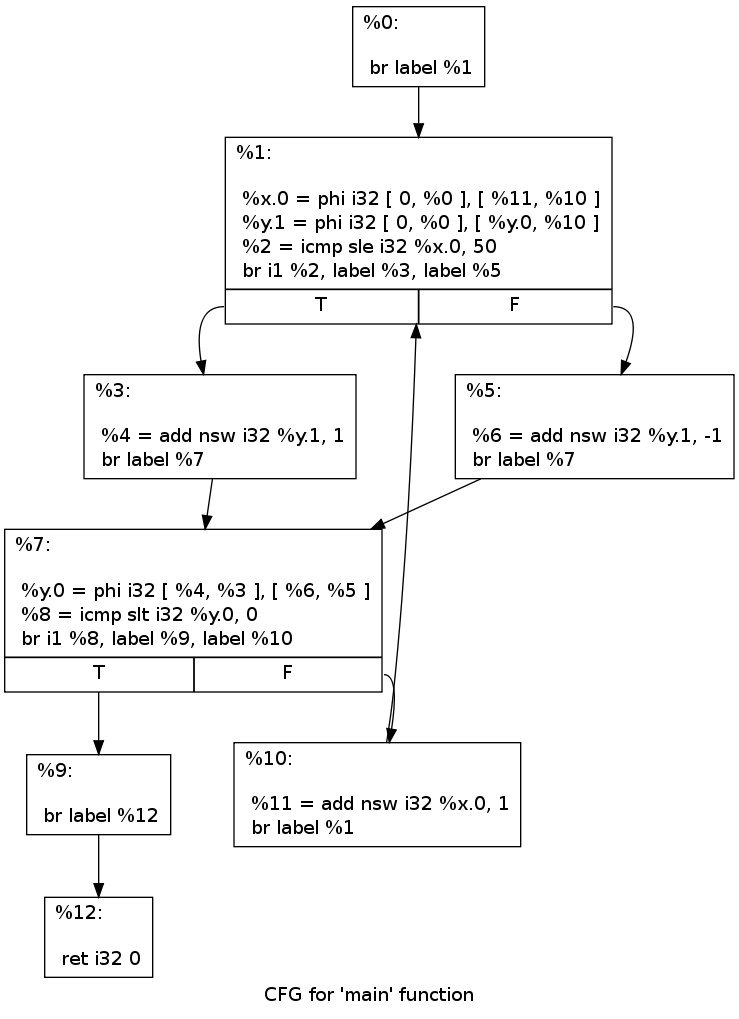 %0:
br label %1
%1:
%x.0 = phi i32 [ 0, %0 ], [ %11, %10 ]
%y.1 = phi i32 [ 0, %0 ], [ %y.0, %10 ]
%2 = icmp sle i32 %x.0, 50
br i1 %2, label %3, label %5
T F
%3:
%4 = add nsw i32 %y.1, 1
br label %7
%5:
%6 = add nsw i32 %y.1, -1
br label %7
%7:
%y.0 = phi i32 [ %4, %3 ], [ %6, %5 ]
%8 = icmp slt i32 %y.0, 0
br i1 %8, label %9, label %10
T F
%9:
br label %12
%10:
%11 = add nsw i32 %x.0, 1
br label %1
%12:
ret i32 0
CFG for 'main' function